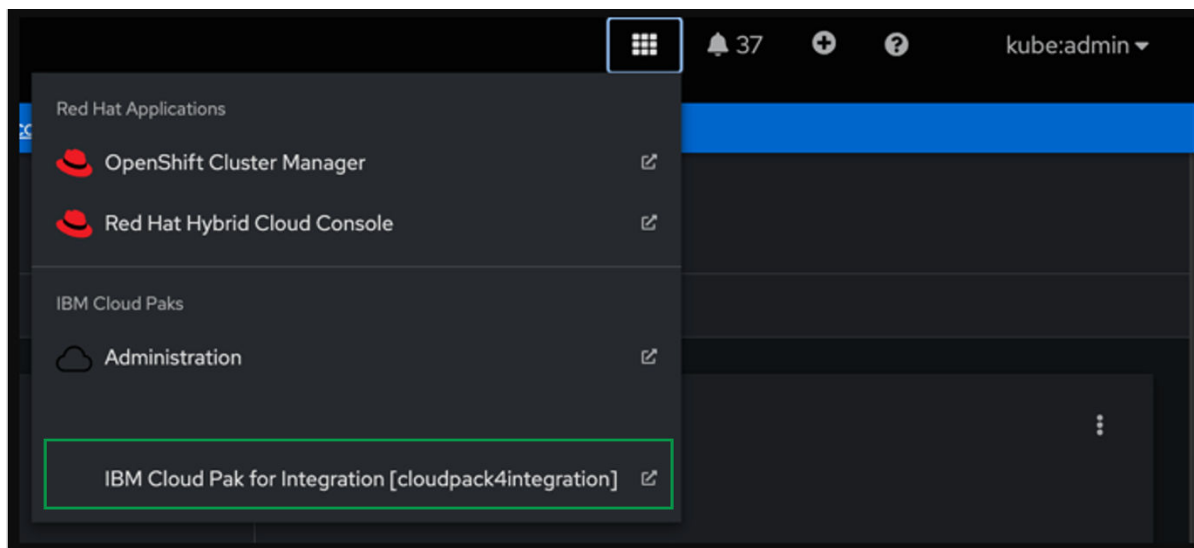 37
kube:admin
Red Hat Applications
OpenShift Cluster Manager
Red Hat Hybrid Cloud Console
IBM Cloud Paks
Administration
IBM Cloud Pak for Integration [cloudpack4integration]